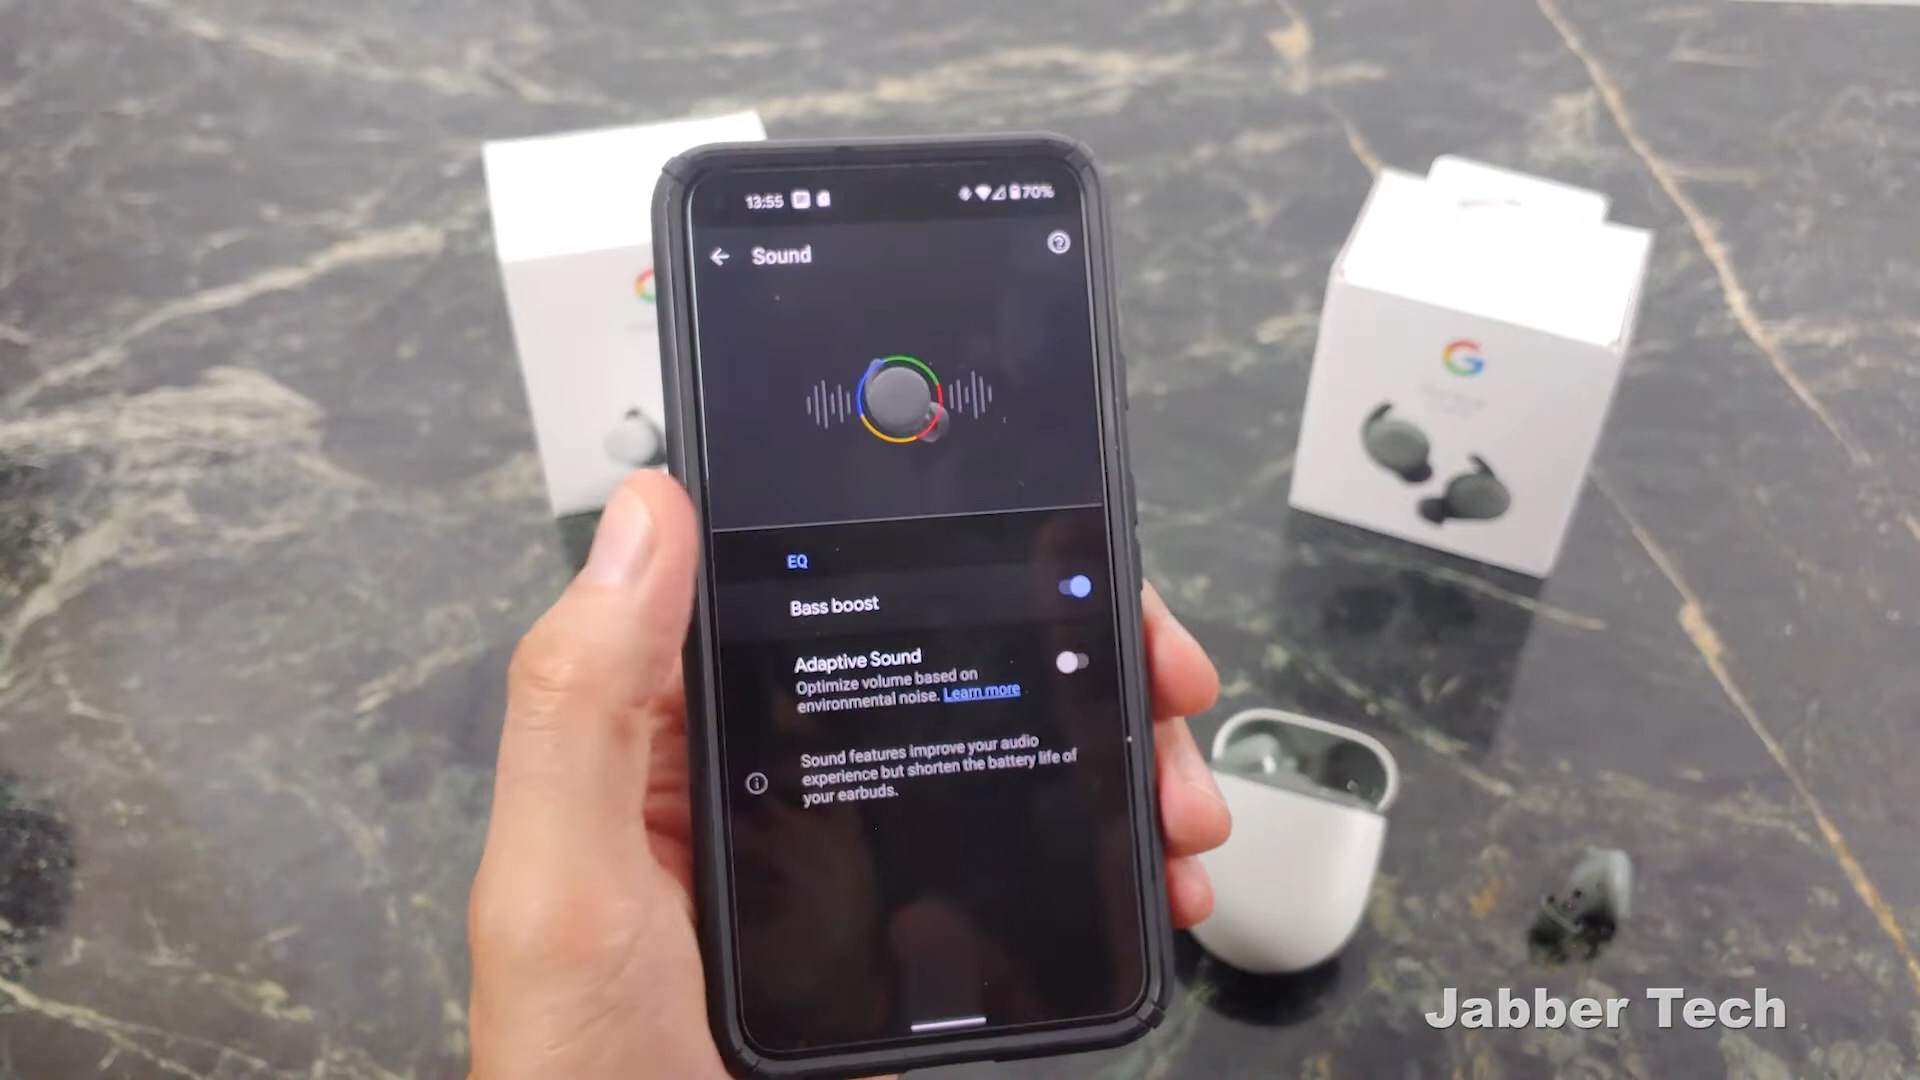 13:55
70%
Sound
EQ
Bass boost
Adaptive Sound
Optimize volume based on
environmental noise. Learn more
Sound features improve your audio
experience but shorten the battery life of
your earbuds.
G
Jabber Tech